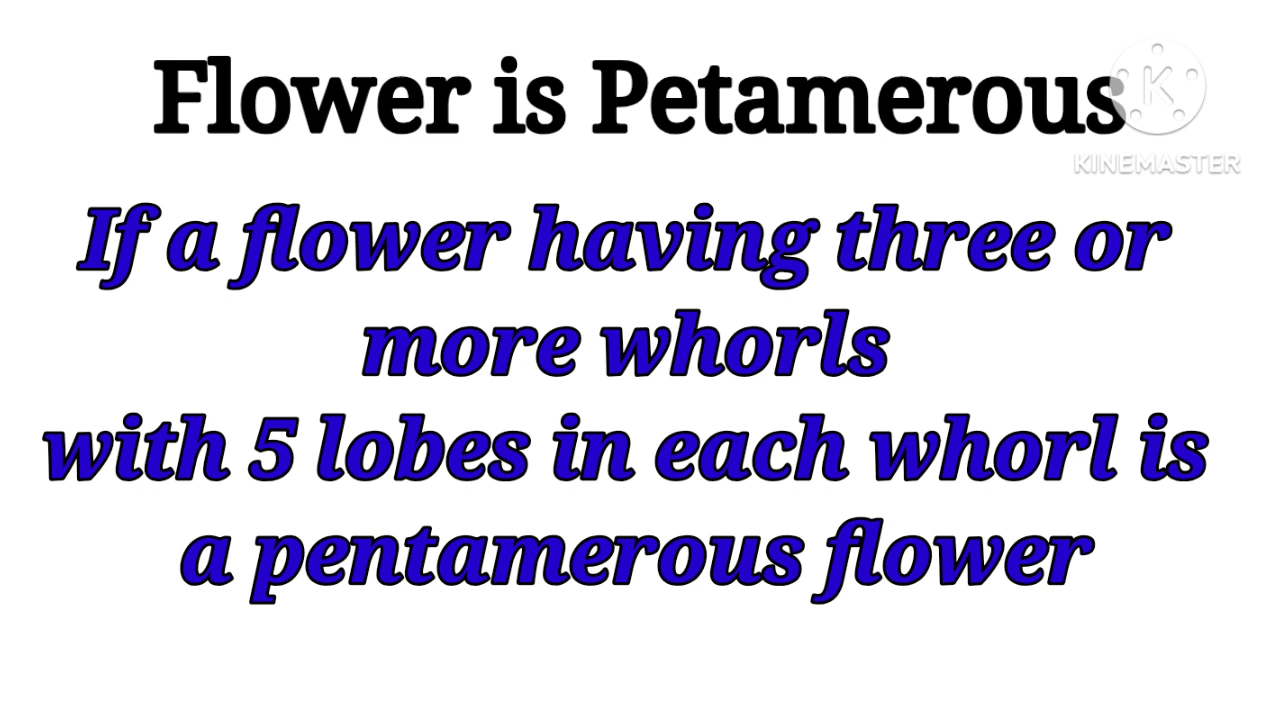 Flower is Petamerous
K
KINEMASTER
If a flower having three or
more whorls
with 5 lobes in each whorl is
a pentamerous flower